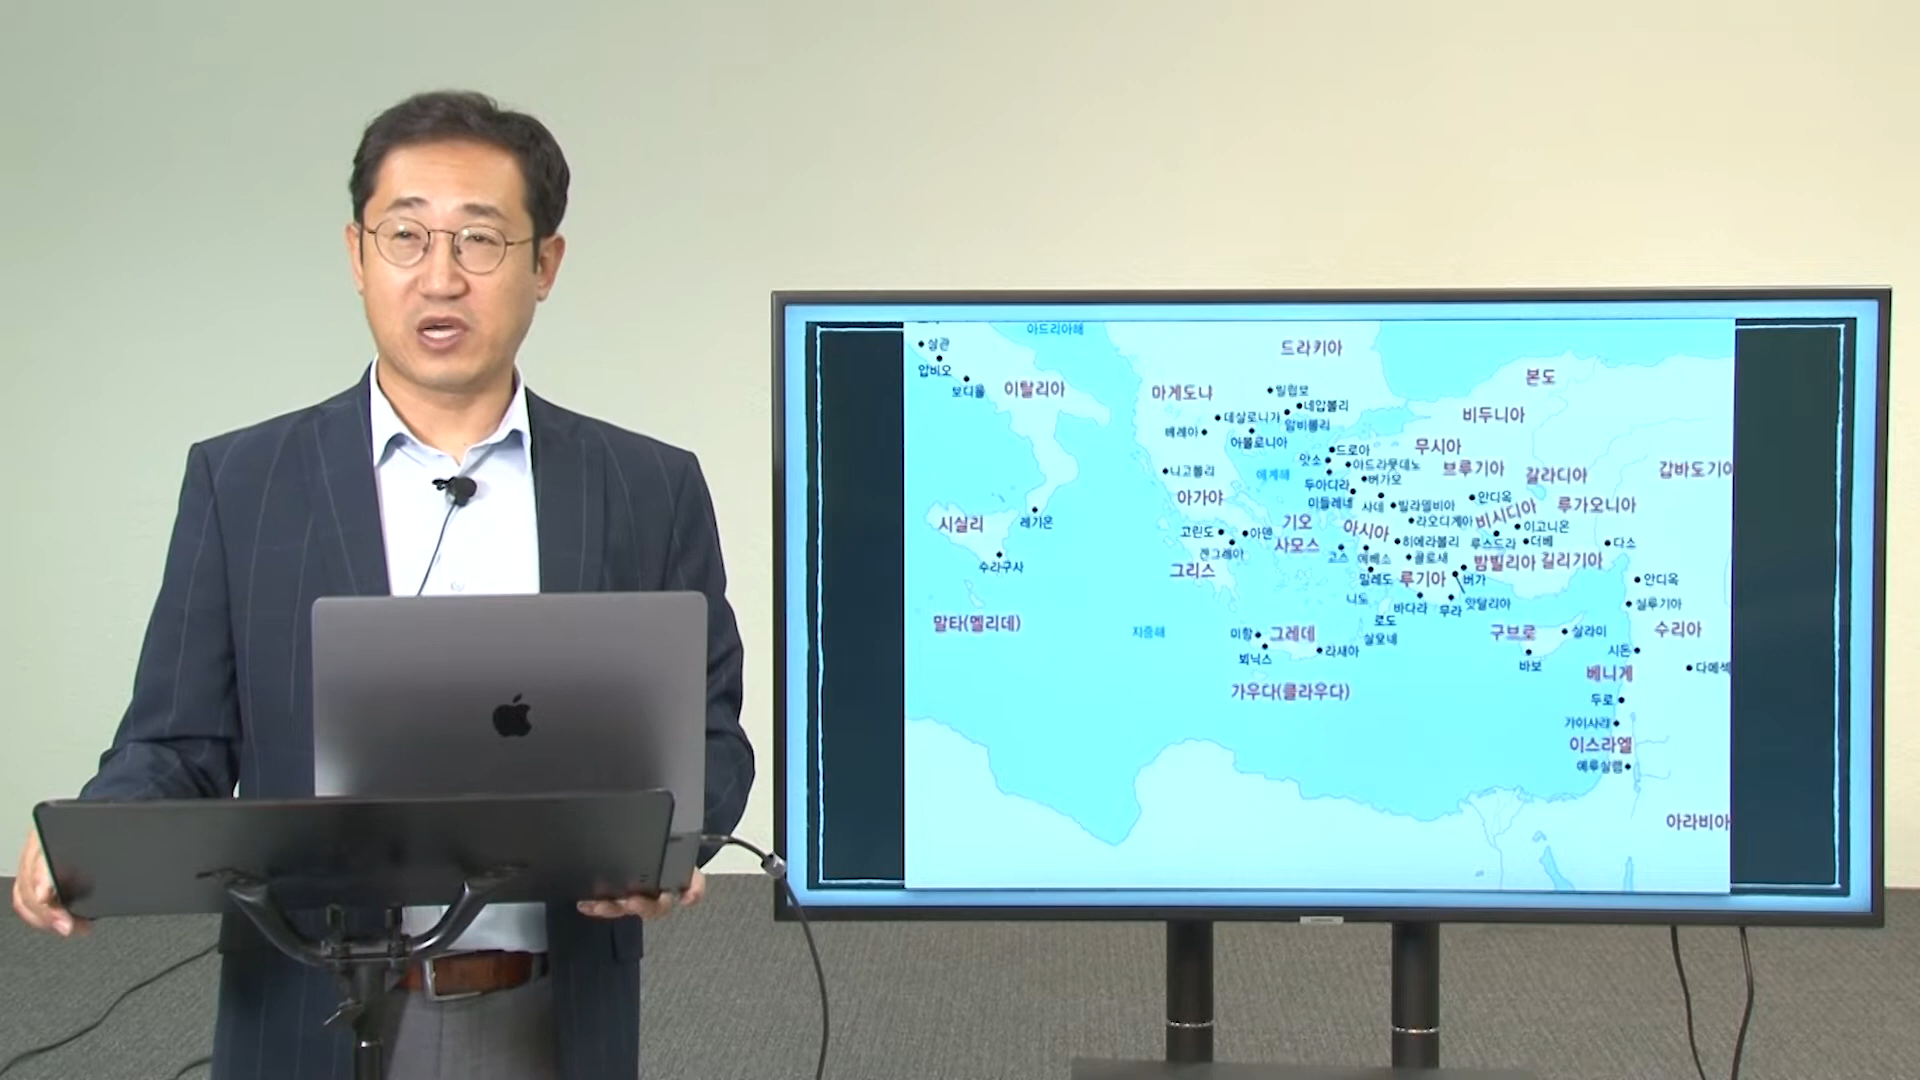 아드리아해
드라키아
삼관
압비오
본도
보디올
이탈리아
마게도냐
빌립보
네압볼리
비두니아
데살로니가
암비볼리
베뢰아
아볼로니아
무시아
드로아
앗소
아드라뭇데노
브루기아
갈라디아
갑바도기아
니고볼리
에게해
버가모
두아디라
아가야
미둘레네
사데
빌라델비아
안디옥
비시디아
루가오니아
레기온
시실리
기오
아시아
라오디게아
이고니온
고린도
아덴
사모스
히에라볼리
루스드라
더베
다소
겐그레아
고스
에베소
골로새
밤빌리아
길리기아
수라구사
그리스
밀레도
루기아
버가
안디옥
니도
바다라
무라
앗달리아
실루기아
말타(멜리데)
지중해
미항
그레데
로도
살모네
구브로
살라미
수리아
뵈닉스
라새아
바보
시돈
베니게
다메섹
가우다(클라우다)
두로
가이사랴
이스라엘
예루살렘
아라비아